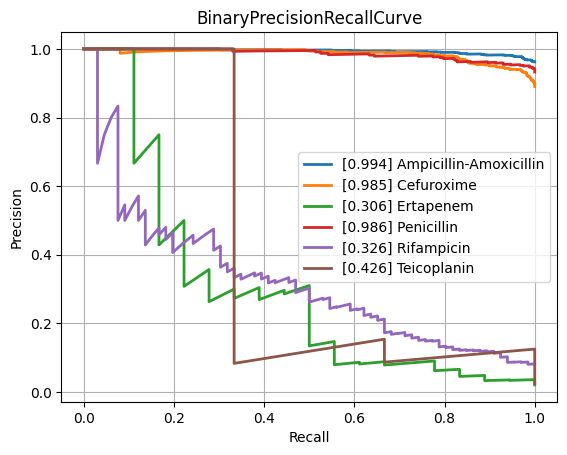 BinaryPrecisionRecallCurve
Precision
1.0
0.8
0.6
0.4
0.2
0.0
[0.994] Ampicillin-Amoxicillin
[0.985] Cefuroxime
[0.306] Ertapenem
[0.986] Penicillin
[0.326] Rifampicin
[0.426] Teicoplanin
0.0 0.2 0.4 0.6 0.8 1.0
Recall